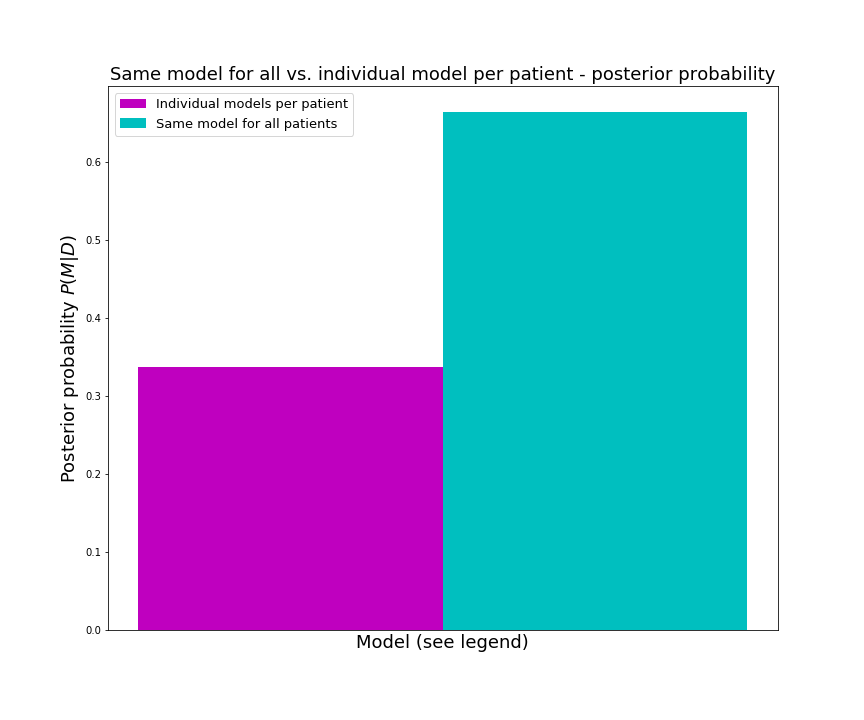 Same model for all vs. individual model per patient - posterior probability
Individual models per patient
Same model for all patients
Posterior probability P(M|D)
0.6
0.5
0.4
0.3
0.2
0.1
0.0
Model (see legend)